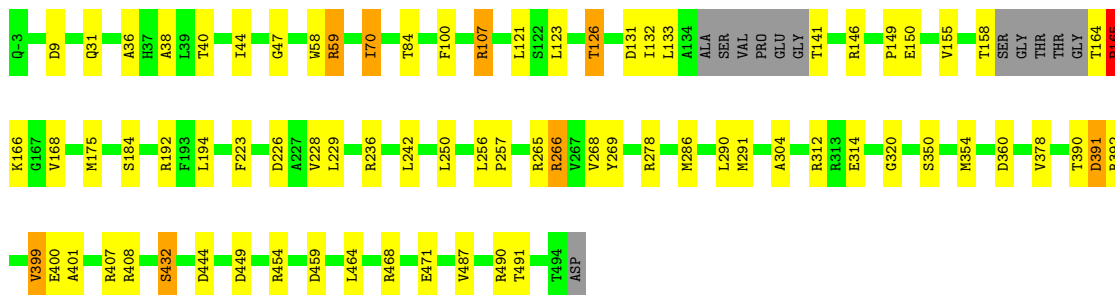 Q-3 D9 Q31 A36 H37 A38 L39 T40 I44 G47 W58 R59 I70 T84 F100 R107 L121 S122 L123 T126 D131 I132 L133 A134 ALA SER VAL PRO GLU GLY T141 R146 P149 E150 V155 T158 SER GLY THR THR GLY T164 R165
K166 G167 V168 M175 S184 R192 F193 L194 F223 D226 A227 V228 L229 R236 L242 L250 L256 P257 R265 R266 V267 V268 Y269 R278 M286 L290 M291 A304 R312 R313 E314 G320 S350 M354 D360 V378 T390 D391 R392
V399 E400 A401 R407 R408 S432 D444 D449 R454 D459 L464 R468 E471 V487 R490 T491 T494 ASP